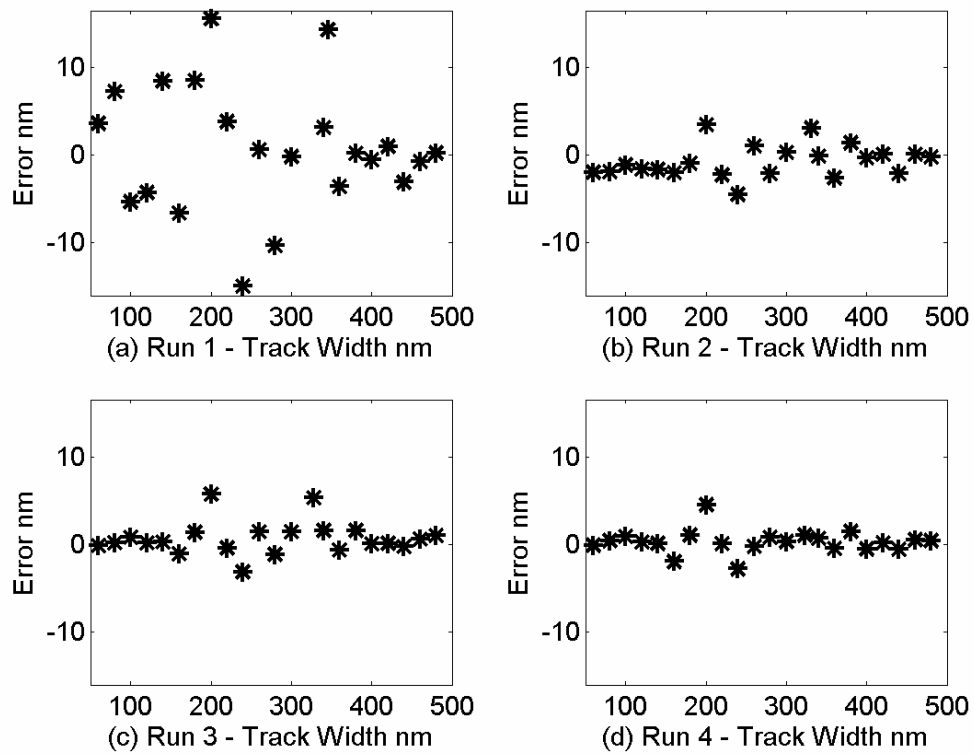 10
0
-10
Error nm
100 200 300 400 500
(a) Run 1 - Track Width nm
10
0
-10
Error nm
100 200 300 400 500
(b) Run 2 - Track Width nm
10
0
-10
Error nm
100 200 300 400 500
(c) Run 3 - Track Width nm
10
0
-10
Error nm
100 200 300 400 500
(d) Run 4 - Track Width nm